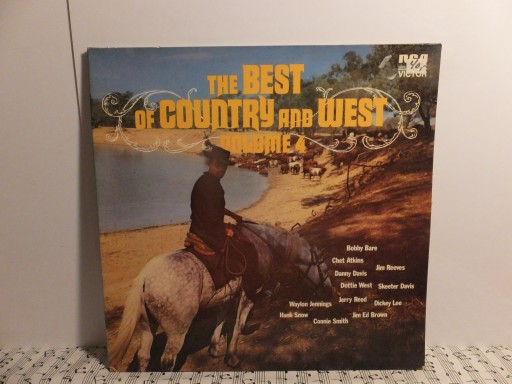 RCA
VICTOR
THE BEST
OF COUNTRY AND WEST
VOLUME 4
Bobby Bare
Chet Atkins
Jim Reeves
Danny Davis
Dottie West
Skeeter Davis
Waylon Jennings
Jerry Reed
Dickey Lee
Hank Snow
Jim Ed Brown
Connie Smith